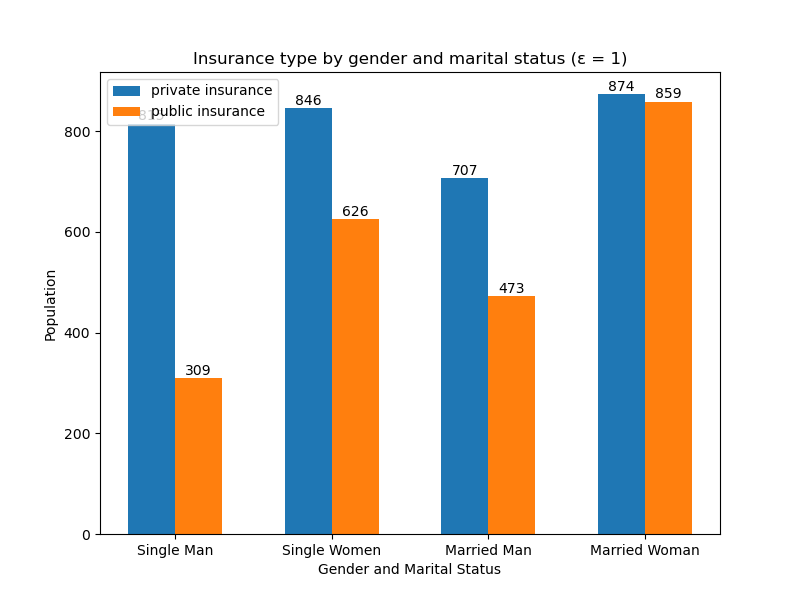 Insurance type by gender and marital status (ε = 1)
private insurance
public insurance
846
874
859
707
626
473
309
800
600
400
200
0
Population
Single Man
Single Women
Married Man
Married Woman
Gender and Marital Status